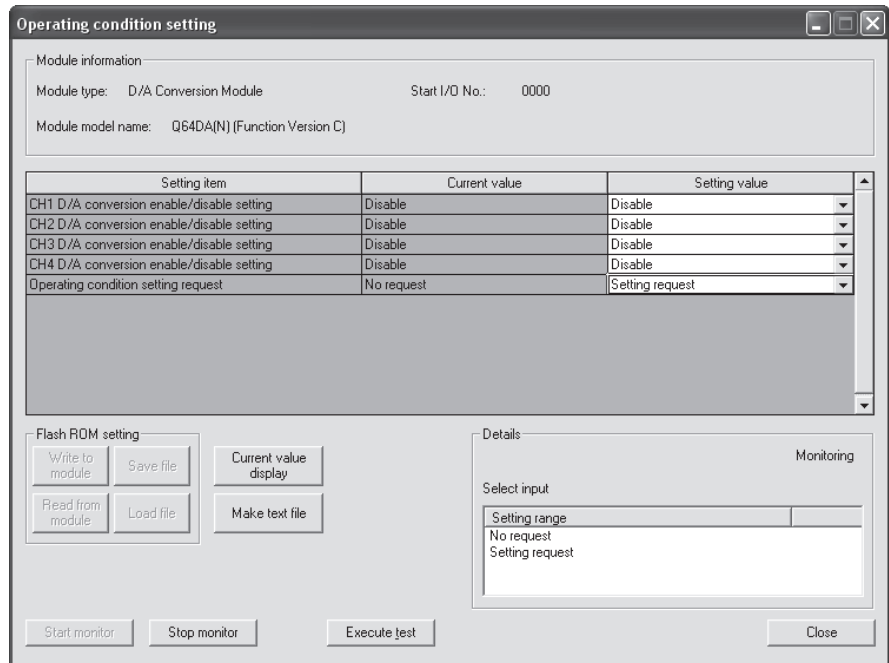 Operating condition setting
Module information
Module type: D/A Conversion Module Start I/O No.: 0000
Module model name: Q64DA(N) (Function Version C)
Setting item Current value Setting value
CH1 D/A conversion enable/disable setting Disable Disable
CH2 D/A conversion enable/disable setting Disable Disable
CH3 D/A conversion enable/disable setting Disable Disable
CH4 D/A conversion enable/disable setting Disable Disable
Operating condition setting request No request Setting request
Flash ROM setting
Write to
module
Save file
Current value
display
Read from
module
Load file
Make text file
Details
Monitoring
Select input
Setting range
No request
Setting request
Start monitor Stop monitor Execute test Close